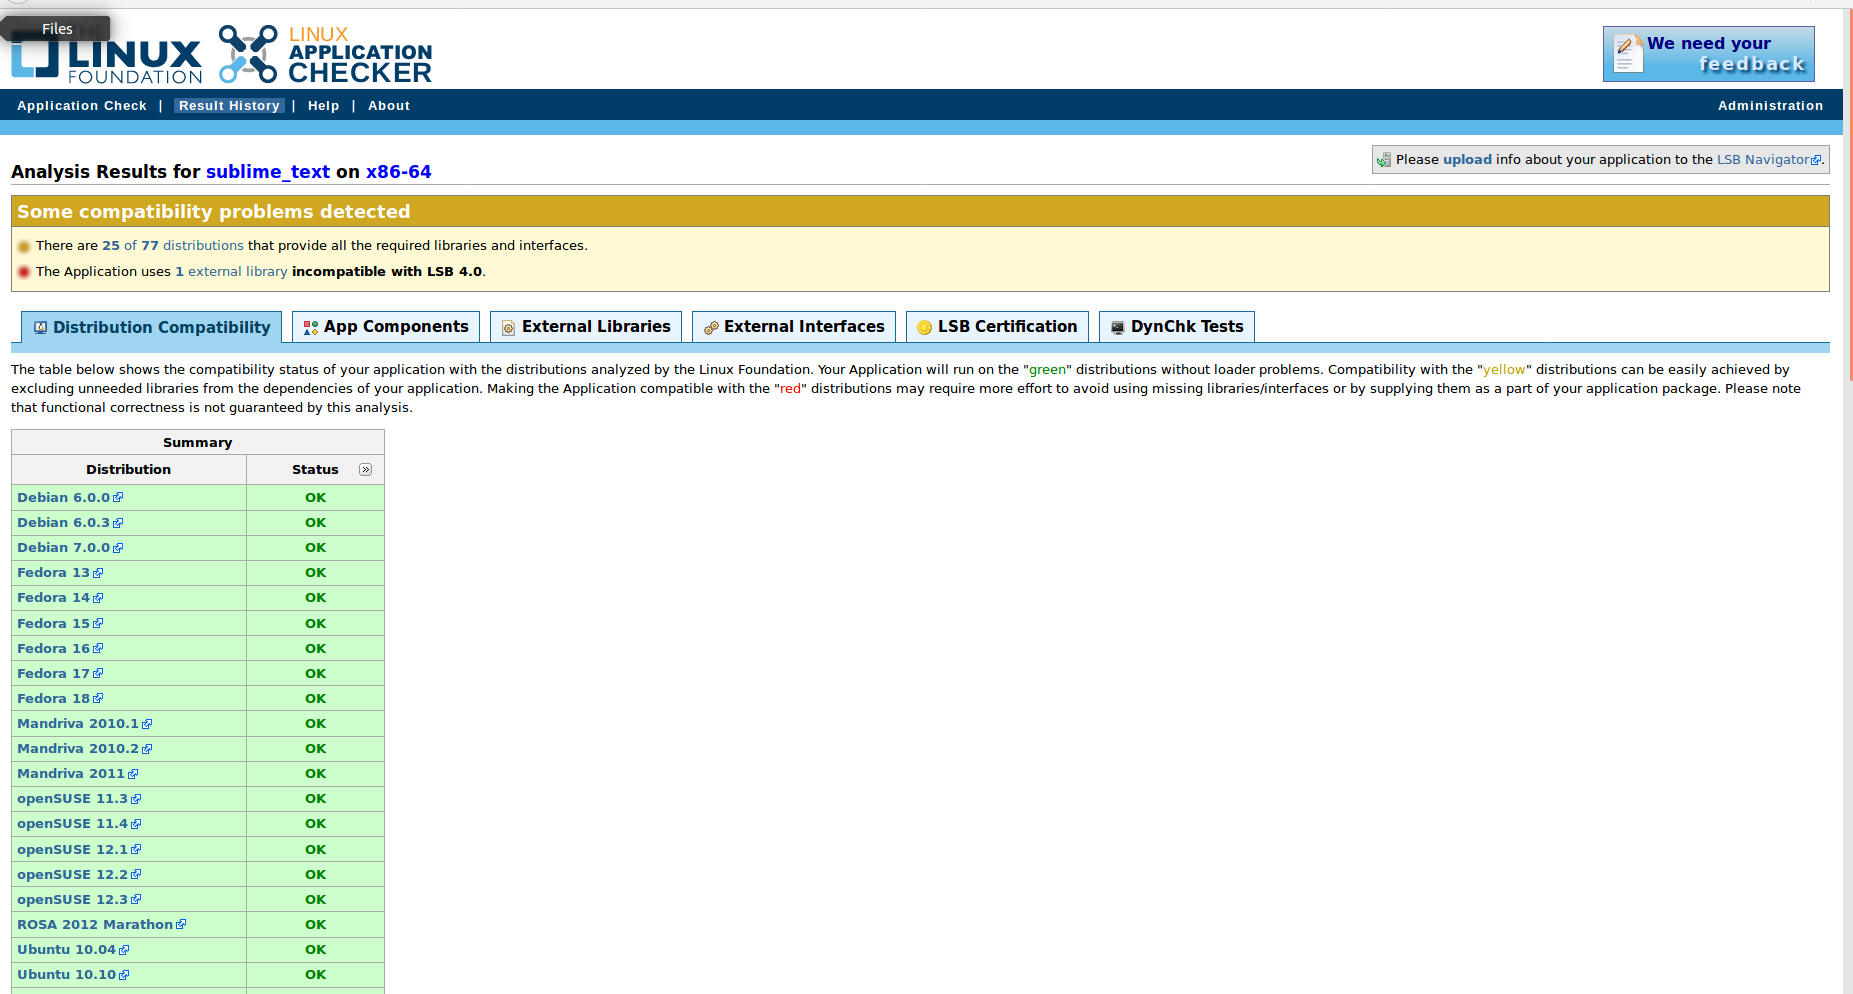 Files
LINUX
FOUNDATION
LINUX
APPLICATION
CHECKER
We need your
feedback
Application Check | Result History | Help | About
Administration
Please upload info about your application to the LSB Navigator.
Analysis Results for sublime_text on x86-64
Some compatibility problems detected
There are 25 of 77 distributions that provide all the required libraries and interfaces.
The Application uses 1 external library incompatible with LSB 4.0.
Distribution Compatibility
App Components
External Libraries
External Interfaces
LSB Certification
DynChk Tests
The table below shows the compatibility status of your application with the distributions analyzed by the Linux Foundation. Your Application will run on the "green" distributions without loader problems. Compatibility with the "yellow" distributions can be easily achieved by
excluding unneeded libraries from the dependencies of your application. Making the Application compatible with the "red" distributions may require more effort to avoid using missing libraries/interfaces or by supplying them as a part of your application package. Please note
that functional correctness is not guaranteed by this analysis.
Summary
Distribution Status »
Debian 6.0.0 OK
Debian 6.0.3 OK
Debian 7.0.0 OK
Fedora 13 OK
Fedora 14 OK
Fedora 15 OK
Fedora 16 OK
Fedora 17 OK
Fedora 18 OK
Mandriva 2010.1 OK
Mandriva 2010.2 OK
Mandriva 2011 OK
openSUSE 11.3 OK
openSUSE 11.4 OK
openSUSE 12.1 OK
openSUSE 12.2 OK
openSUSE 12.3 OK
ROSA 2012 Marathon OK
Ubuntu 10.04 OK
Ubuntu 10.10 OK